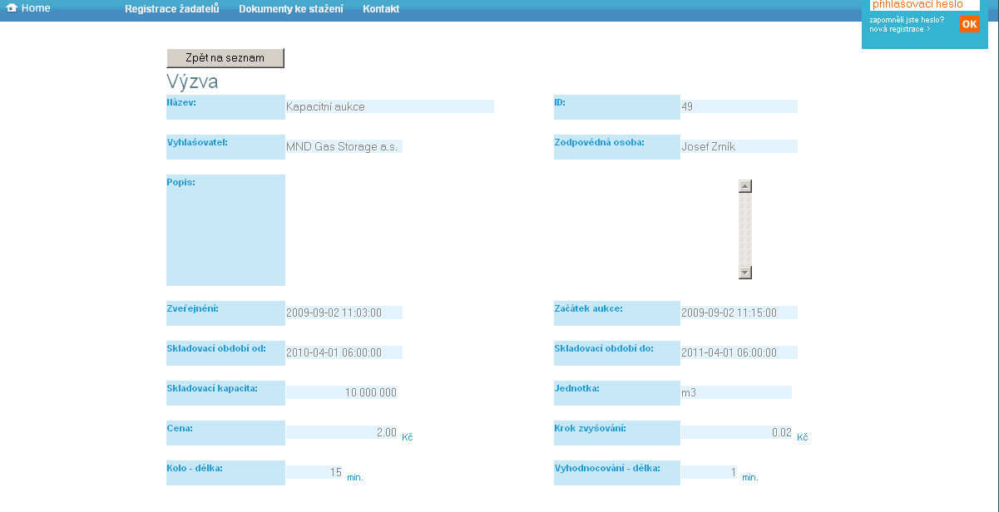 Home Registrace žadatelů Dokumenty ke stažení Kontakt
přihlašovací heslo
zapomněli jste heslo?
nová registrace >
OK
Zpět na seznam
Výzva
Název: Kapacitní aukce ID: 49
Vyhlašovatel: MND Gas Storage a.s. Zodpovědná osoba: Josef Zrník
Popis:
Zveřejnění: 2009-09-02 11:03:00 Začátek aukce: 2009-09-02 11:15:00
Skladovací období od: 2010-04-01 06:00:00 Skladovací období do: 2011-04-01 06:00:00
Skladovací kapacita: 10 000 000 Jednotka: m3
Cena: 2.00 Kč Krok zvyšování: 0.02 Kč
Kolo - délka: 15 min. Vyhodnocování - délka: 1 min.